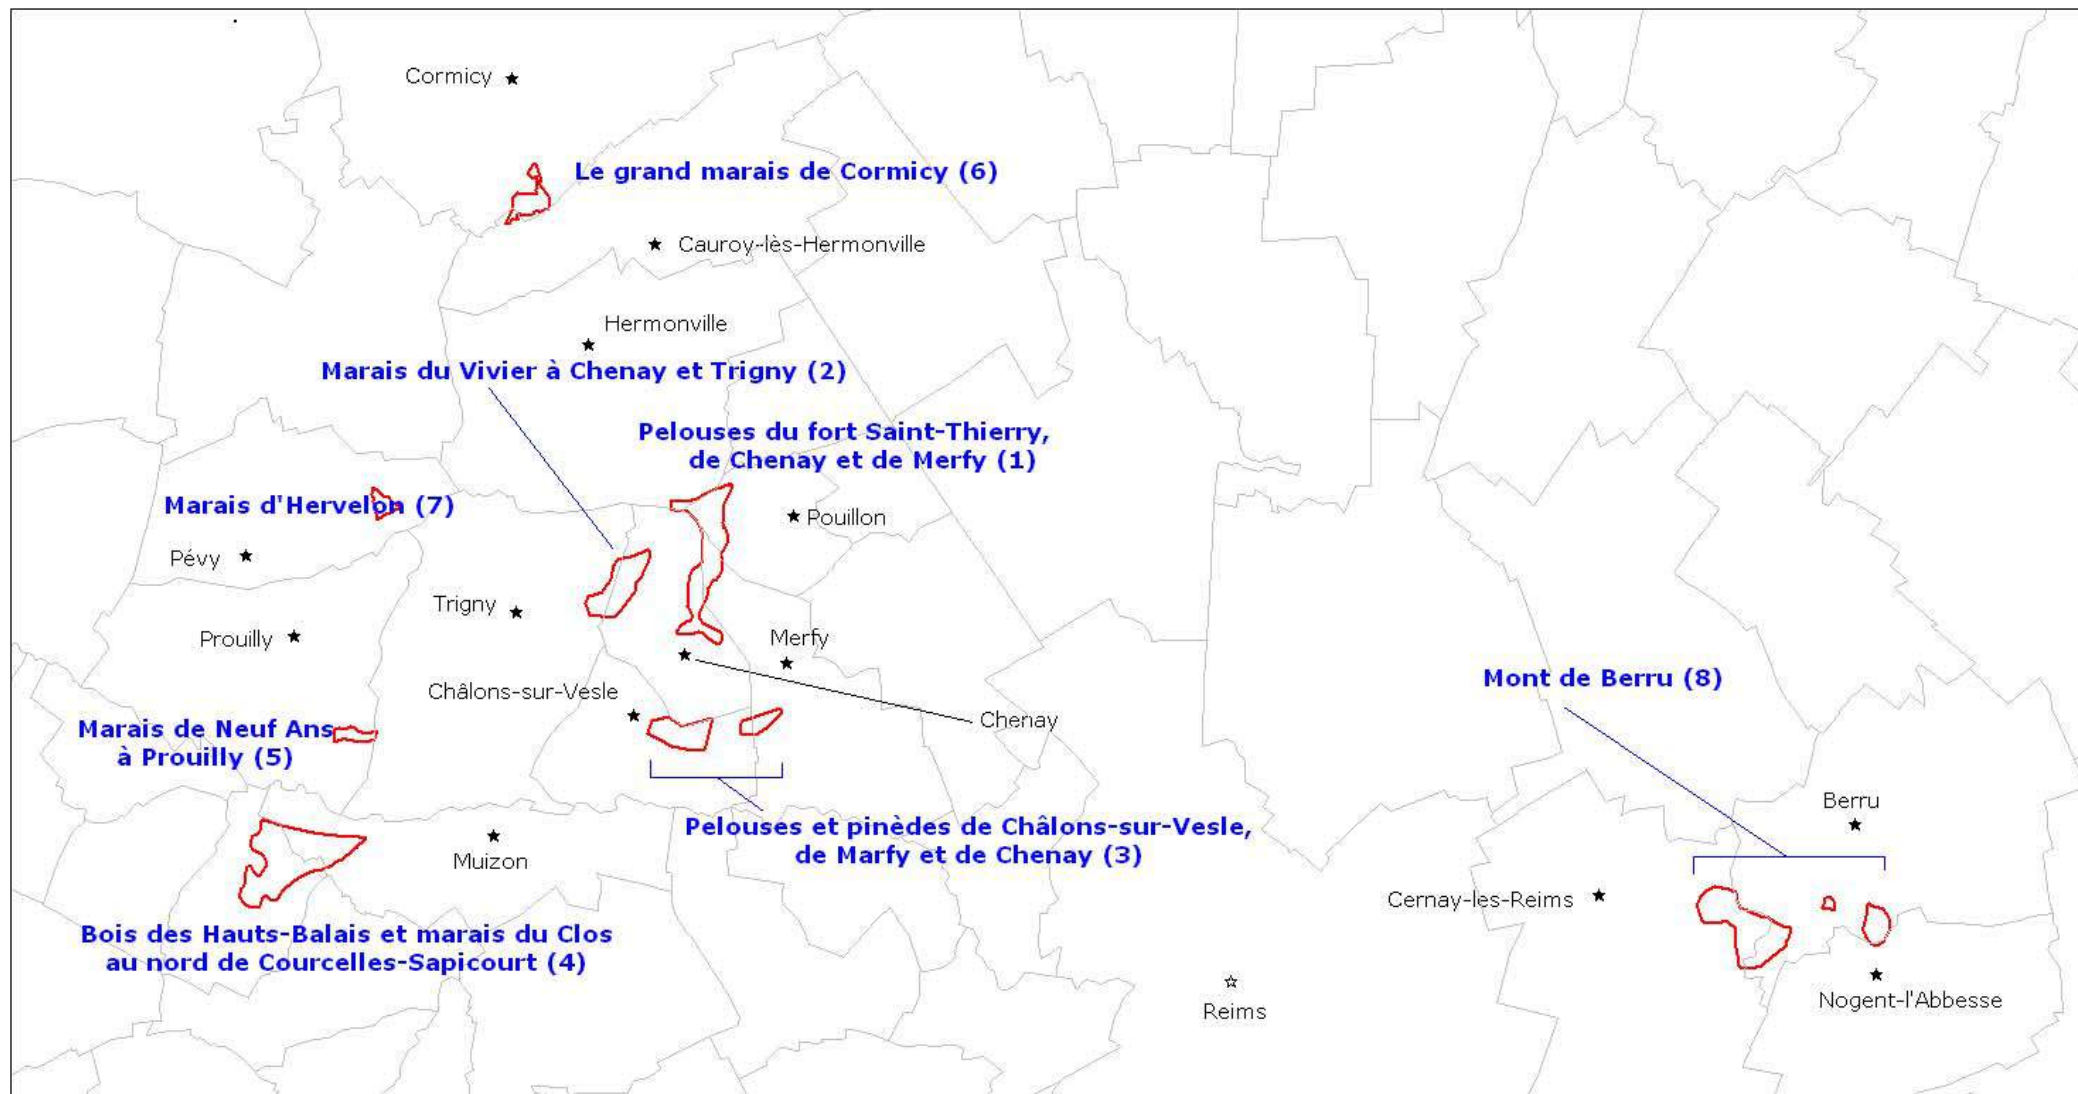 Cormicy
Le grand marais de Cormicy (6)
Cauroy-lès-Hermonville
Hermonville
Marais du Vivier à Chenay et Trigny (2)
Pelouses du fort Saint-Thierry,
de Chenay et de Merfy (1)
Marais d'Hervelon (7)
Pouillon
Pévy
Trigny
Prouilly
Merfy
Mont de Berru (8)
Châlons-sur-Vesle
Chenay
Marais de Neuf Ans
à Prouilly (5)
Berru
Pelouses et pinèdes de Châlons-sur-Vesle,
de Marfy et de Chenay (3)
Muizon
Cernay-les-Reims
Bois des Hauts-Balais et marais du Clos
au nord de Courcelles-Sapicourt (4)
Reims
Nogent-l'Abbesse